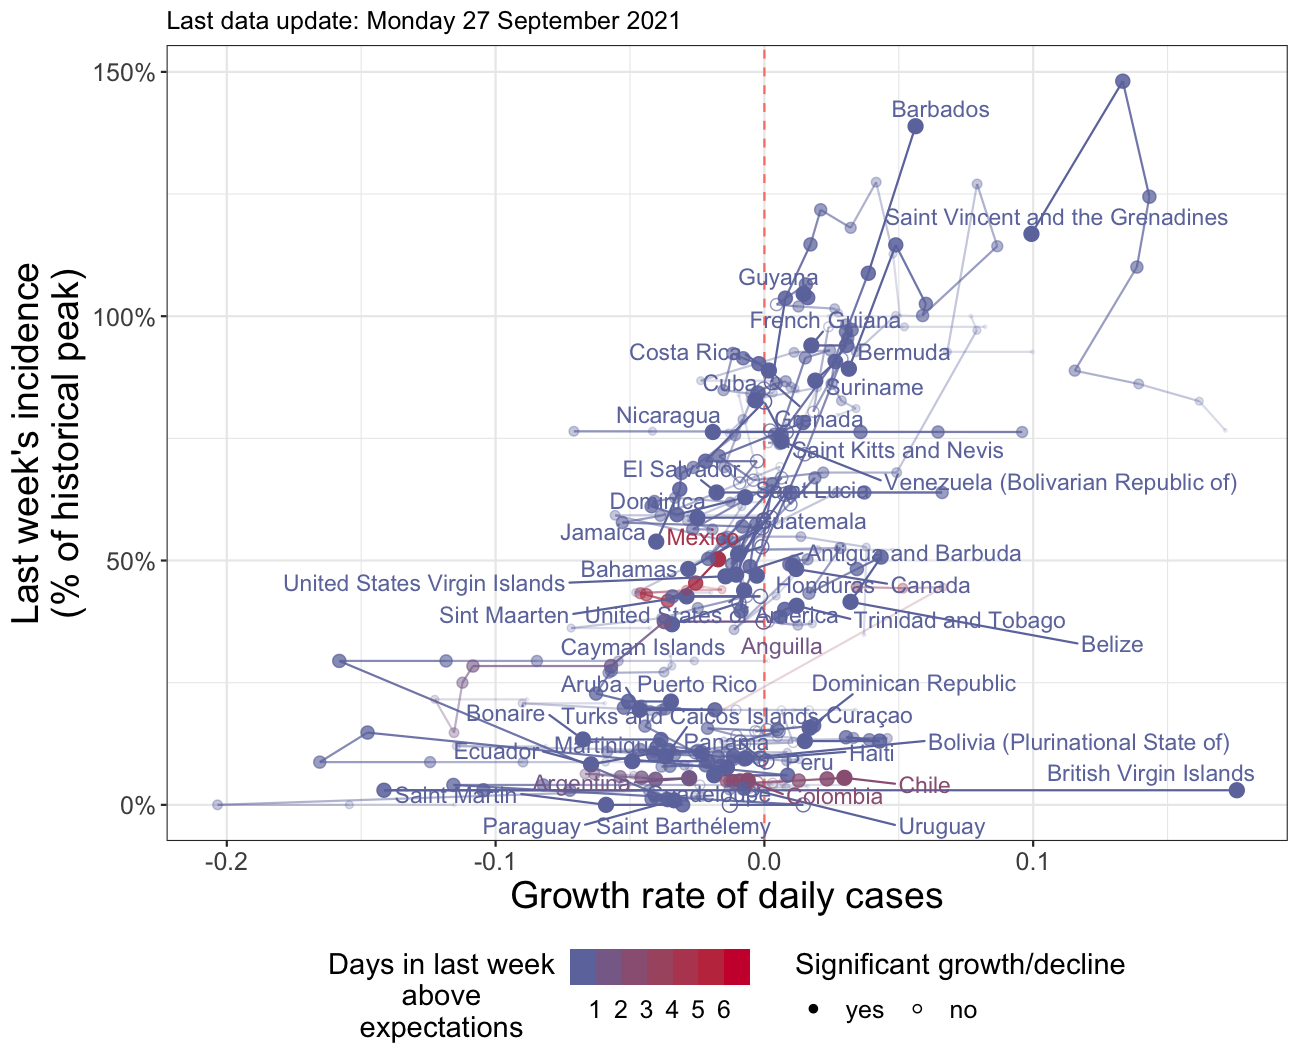 Last data update: Monday 27 September 2021
Last week's incidence
(% of historical peak)
150%
100%
50%
0%
Barbados
Saint Vincent and the Grenadines
Guyana
French Guiana
Costa Rica
Bermuda
Cuba
Suriname
Nicaragua
Grenada
Saint Kitts and Nevis
El Salvador
Venezuela (Bolivarian Republic of)
Saint Lucia
Dominica
Guatemala
Jamaica
Mexico
Antigua and Barbuda
Bahamas
United States Virgin Islands
Honduras
Canada
Sint Maarten
United States of America
Trinidad and Tobago
Belize
Cayman Islands
Anguilla
Aruba
Puerto Rico
Dominican Republic
Bonaire
Turks and Caicos Islands
Curaçao
Ecuador
Martinique
Panama
Haiti
Bolivia (Plurinational State of)
Peru
British Virgin Islands
Argentina
Chile
Saint Martin
Guadeloupe
Colombia
Paraguay
Saint Barthélemy
Uruguay
-0.2
-0.1
0.0
0.1
Growth rate of daily cases
Days in last week
above
expectations
1 2 3 4 5 6
Significant growth/decline
yes
no